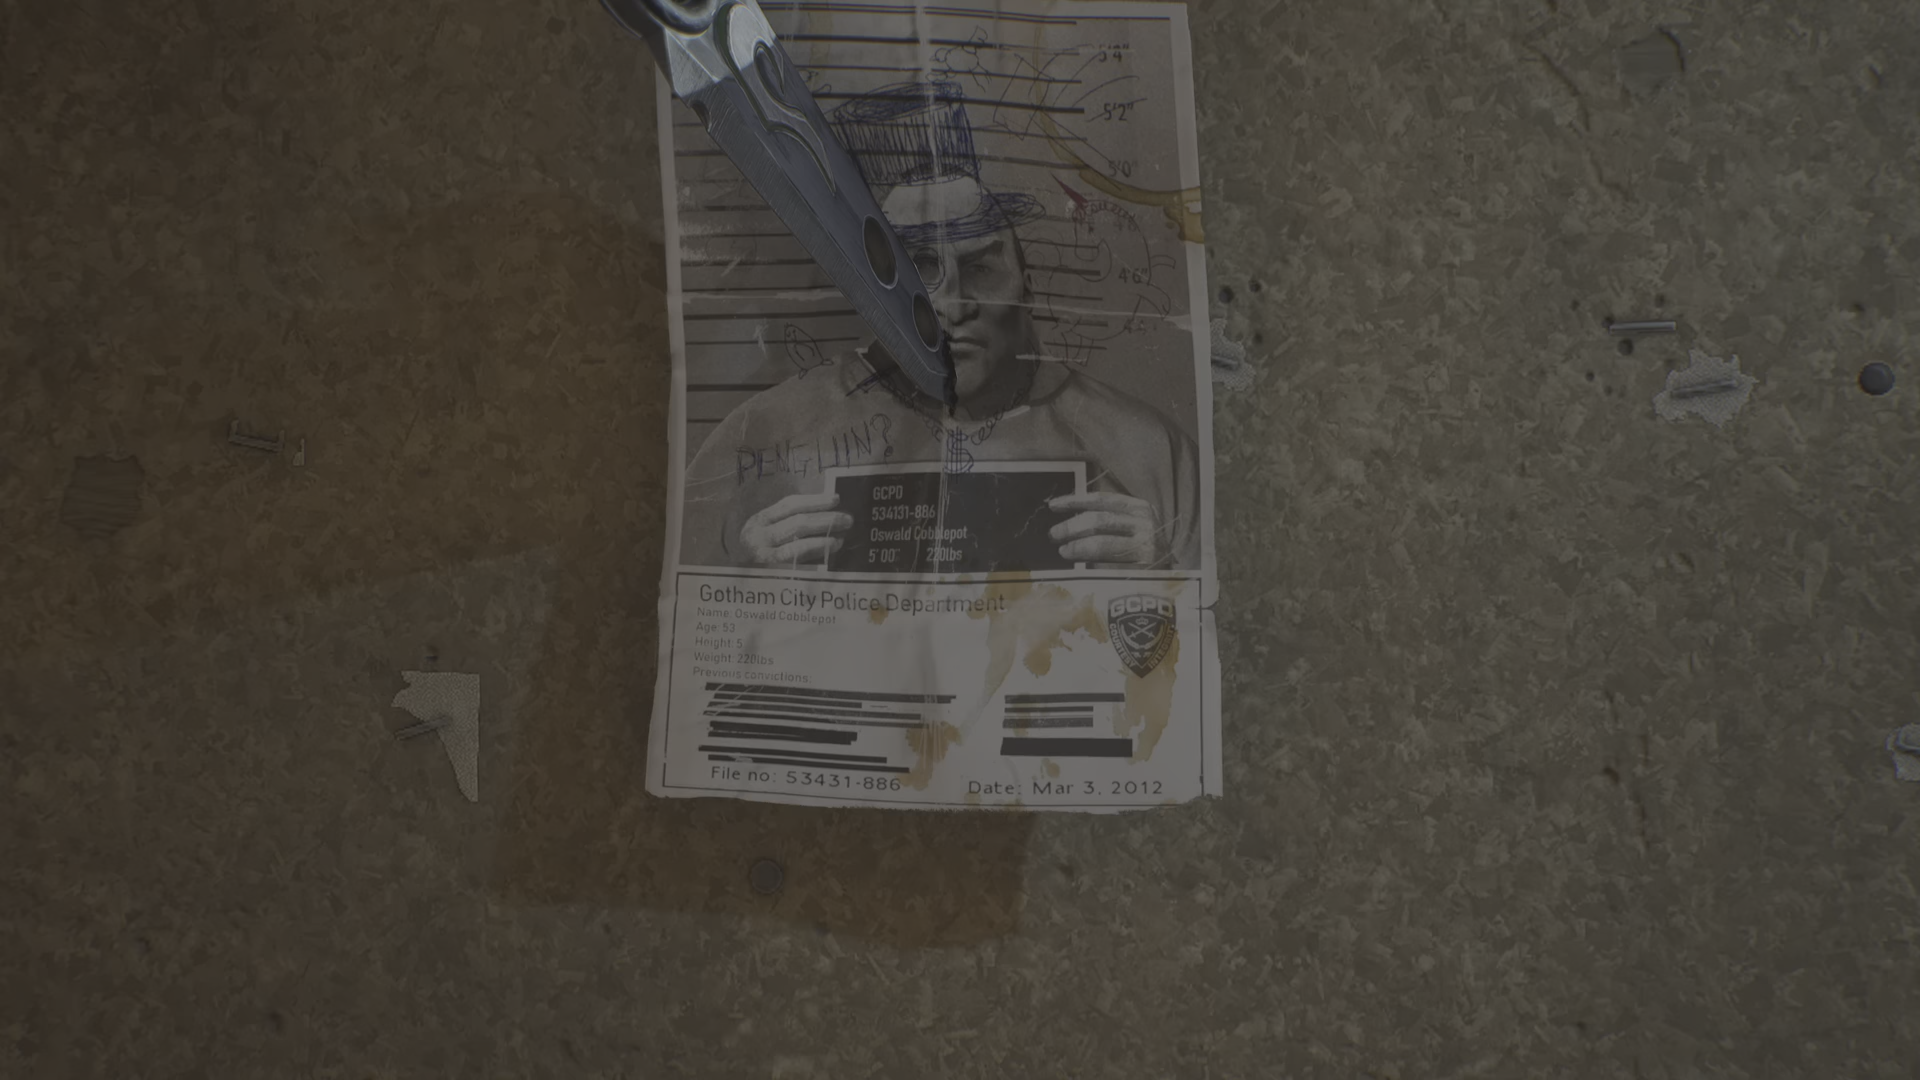 5'4"
5'2"
5'0"
4'6"
PENGUIN?
$
GCPD
534131-886
Oswald Cobblepot
5' 00" 220lbs
Gotham City Police Department
Name: Oswald Cobblepot
Age: 53
Height: 5
Weight: 220lbs
Previous convictions:
GCPD
COURTESY INTEGRITY
File no: 53431-886
Date: Mar 3, 2012